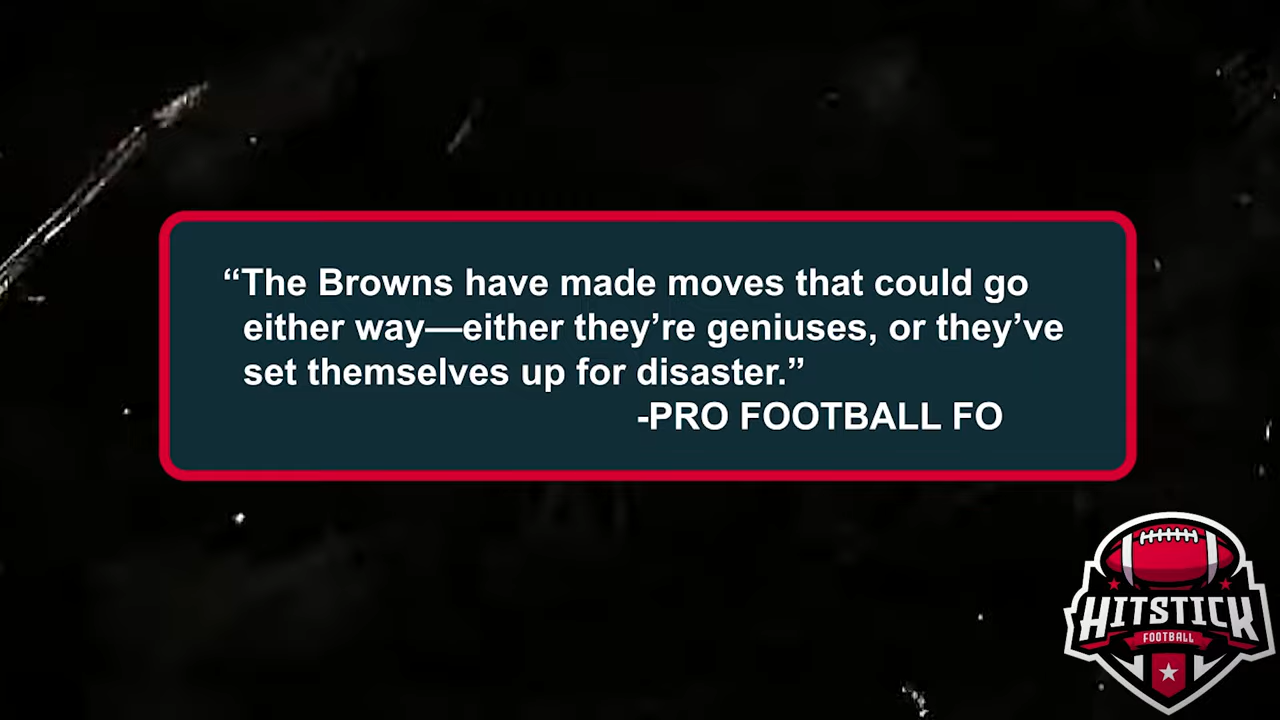 “The Browns have made moves that could go
either way—either they’re geniuses, or they’ve
set themselves up for disaster.”
-PRO FOOTBALL FO
HITSTICK
FOOTBALL